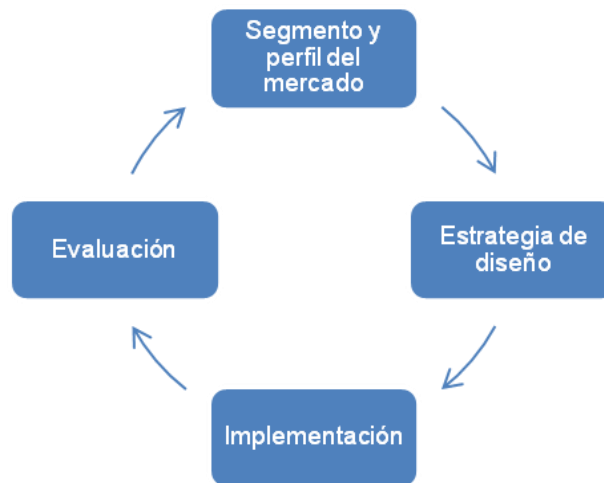 Segmento y
perfil del
mercado
Estrategia de
diseño
Implementación
Evaluación